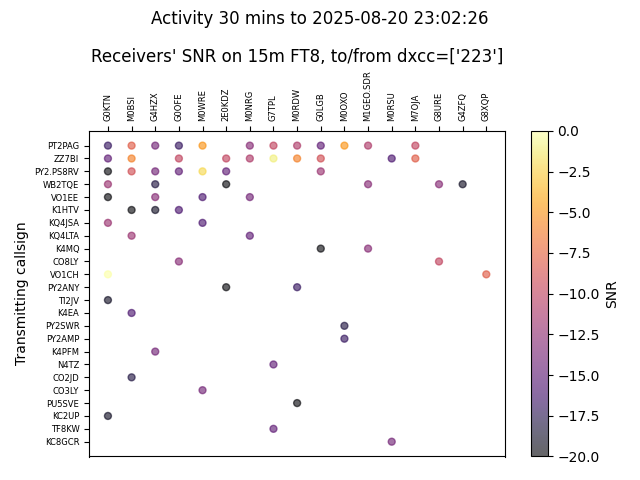 Activity 30 mins to 2025-08-20 23:02:26
Receivers' SNR on 15m FT8, to/from dxcc=['223']
G0KTN
M0BSI
G4HZX
G0OFE
M0WRE
2E0KDZ
M0NRG
G7TPL
M0RDW
G0LGB
M0OXO
M1GEO.SDR
M0RSU
M7OJA
G8URE
G4ZFQ
G8XQP
Transmitting callsign
PT2PAG
ZZ7BI
PY2.PS8RV
WB2TQE
VO1EE
K1HTV
KQ4JSA
KQ4LTA
K4MQ
CO8LY
VO1CH
PY2ANY
TI2JV
K4EA
PY2SWR
PY2AMP
K4PFM
N4TZ
CO2JD
CO3LY
PU5SVE
KC2UP
TF8KW
KC8GCR
0.0
−2.5
−5.0
−7.5
−10.0
−12.5
−15.0
−17.5
−20.0
SNR